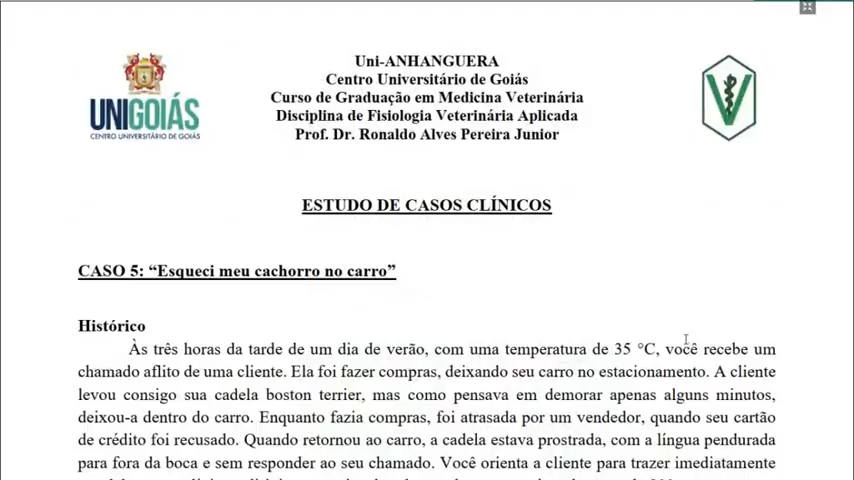 Uni-ANHANGUERA
Centro Universitário de Goiás
Curso de Graduação em Medicina Veterinária
Disciplina de Fisiologia Veterinária Aplicada
Prof. Dr. Ronaldo Alves Pereira Junior
UNIGOIÁS
CENTRO UNIVERSITÁRIO DE GOIÁS
ESTUDO DE CASOS CLÍNICOS
CASO 5: “Esqueci meu cachorro no carro”
Histórico
Às três horas da tarde de um dia de verão, com uma temperatura de 35 °C, você recebe um
chamado aflito de uma cliente. Ela foi fazer compras, deixando seu carro no estacionamento. A cliente
levou consigo sua cadela boston terrier, mas como pensava em demorar apenas alguns minutos,
deixou-a dentro do carro. Enquanto fazia compras, foi atrasada por um vendedor, quando seu cartão
de crédito foi recusado. Quando retornou ao carro, a cadela estava prostrada, com a língua pendurada
para fora da boca e sem responder ao seu chamado. Você orienta a cliente para trazer imediatamente